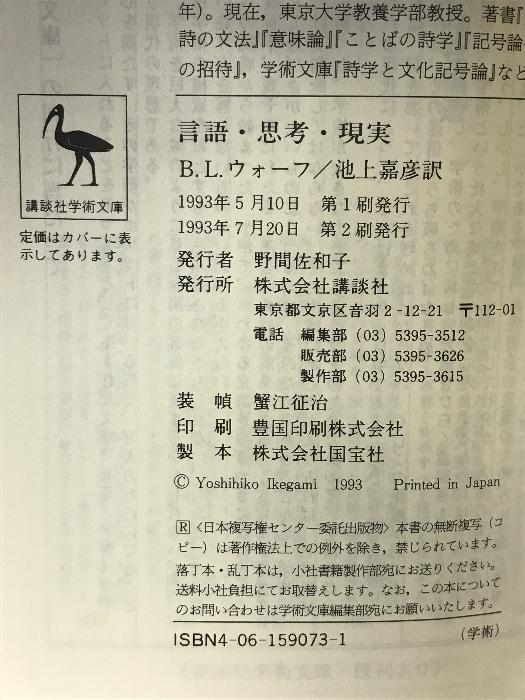 年）。現在，東京大学教養学部教授。著書『
詩の文法』『意味論』『ことばの詩学』『記号論
の招待』，学術文庫『詩学と文化記号論』など
講談社学術文庫
定価はカバーに表
示してあります。
言語・思考・現実
B.L.ウォーフ／池上嘉彦訳
1993年5月10日　第1刷発行
1993年7月20日　第2刷発行
発行者　野間佐和子
発行所　株式会社講談社
東京都文京区音羽 2-12-21　〒112-01
電話　編集部（03）5395-3512
販売部（03）5395-3626
製作部（03）5395-3615
装　幀　蟹江征治
印　刷　豊国印刷株式会社
製　本　株式会社国宝社
© Yoshihiko Ikegami 1993　Printed in Japan
R〈日本複写権センター委託出版物〉本書の無断複写（コ
ピー）は著作権法上での例外を除き，禁じられています。
落丁本・乱丁本は，小社書籍製作部宛にお送りください。
送料小社負担にてお取替えします。なお，この本について
のお問い合わせは学術文庫編集部宛にお願いいたします。
ISBN4-06-159073-1
（学術）